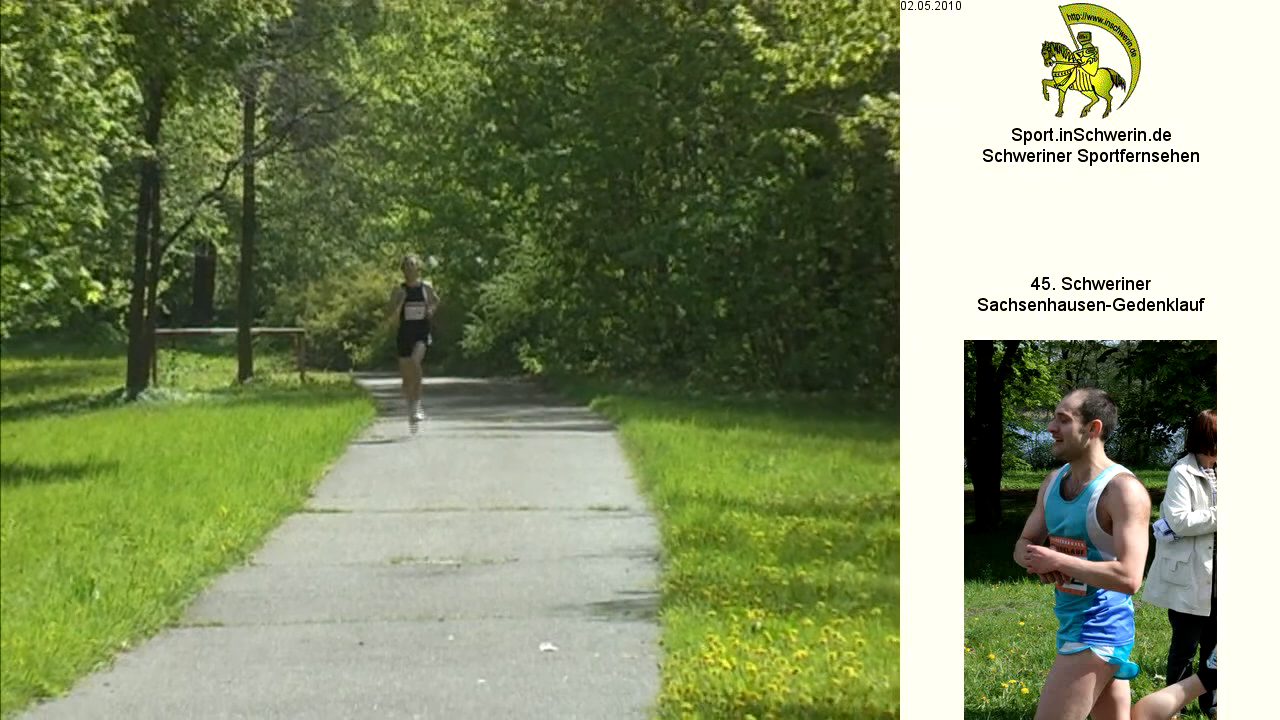 02.05.2010
http://www.inschwerin.de
Sport.inSchwerin.de
Schweriner Sportfernsehen
45. Schweriner
Sachsenhausen-Gedenklauf